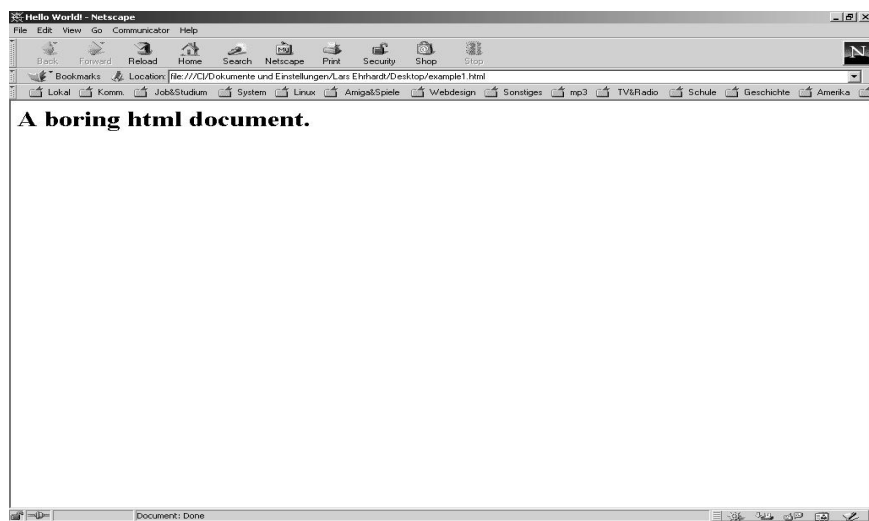 Hello World! - Netscape
File Edit View Go Communicator Help
Back Forward Reload Home Search Netscape Print Security Shop Stop
Bookmarks Location: file:///C|/Dokumente und Einstellungen/Lars Ehrhardt/Desktop/example1.html
Lokal Komm. Job&Studium System Linux Amiga&Spiele Webdesign Sonstiges mp3 TV&Radio Schule Geschichte Amerika
A boring html document.
Document: Done